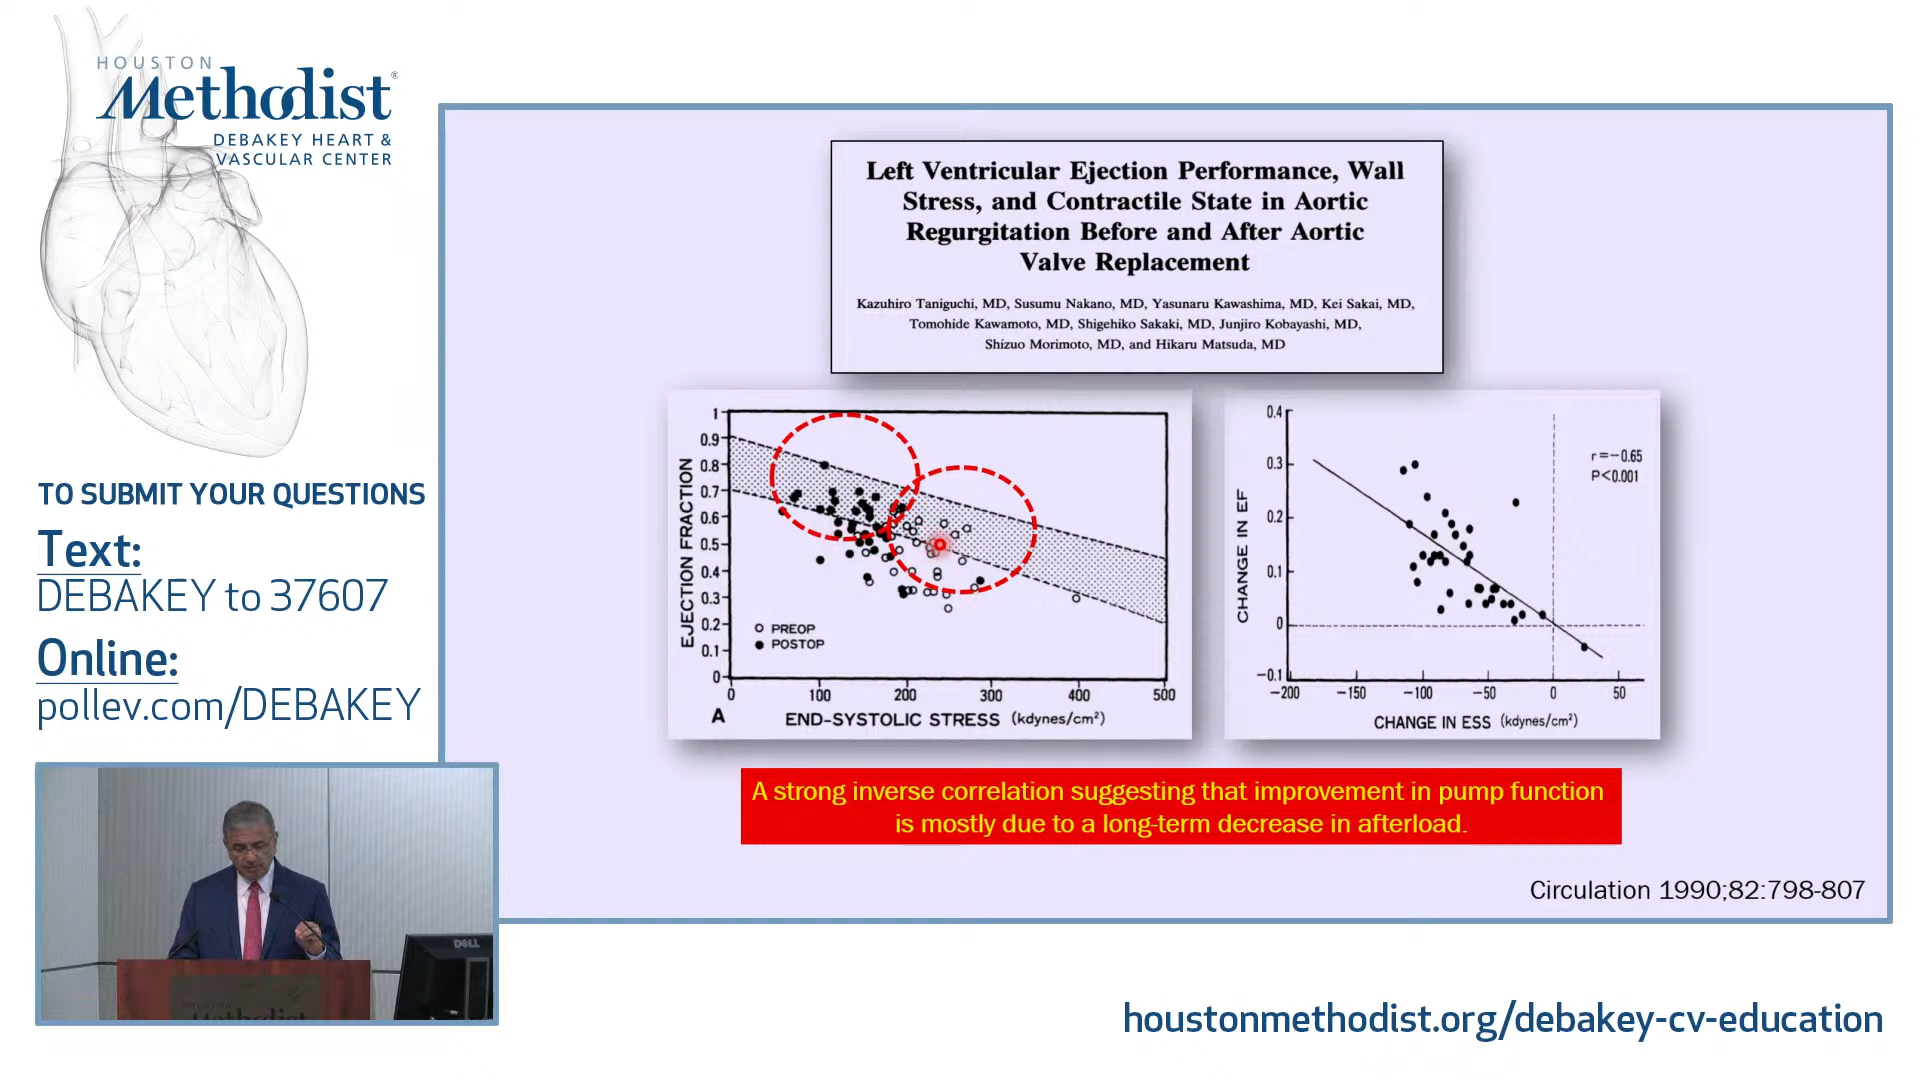 HOUSTON
Methodist®
DEBAKEY HEART &
VASCULAR CENTER
TO SUBMIT YOUR QUESTIONS
Text:
DEBAKEY to 37607
Online:
pollev.com/DEBAKEY
Left Ventricular Ejection Performance, Wall
Stress, and Contractile State in Aortic
Regurgitation Before and After Aortic
Valve Replacement
Kazuhiro Taniguchi, MD, Susumu Nakano, MD, Yasunaru Kawashima, MD, Kei Sakai, MD,
Tomohide Kawamoto, MD, Shigehiko Sakaki, MD, Junjiro Kobayashi, MD,
Shizuo Morimoto, MD, and Hikaru Matsuda, MD
EJECTION FRACTION
1
0.9
0.8
0.7
0.6
0.5
0.4
0.3
0.2
0.1
0
PREOP
POSTOP
0 100 200 300 400 500
A END-SYSTOLIC STRESS (kdynes/cm²)
CHANGE IN EF
0.4
0.3
0.2
0.1
0
-0.1
r=-0.65
P<0.001
-200 -150 -100 -50 0 50
CHANGE IN ESS (kdynes/cm²)
A strong inverse correlation suggesting that improvement in pump function
is mostly due to a long-term decrease in afterload.
Circulation 1990;82:798-807
DELL
HOUSTON
Methodist
houstonmethodist.org/debakey-cv-education